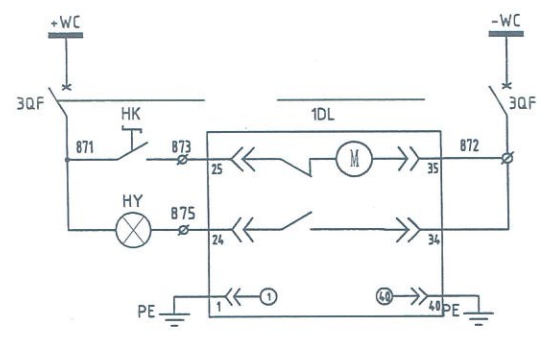 +WC -WC
3QF 3QF
HK 1DL
871 873 M 872
25 35
HY 875
24 34
1 40
PE 1 40 PE